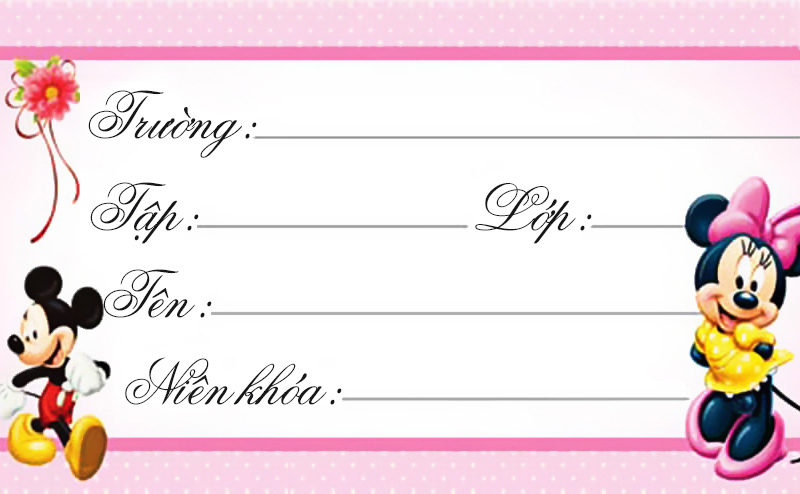 Trường :
Tập : Lớp :
Tên :
Niên khóa :